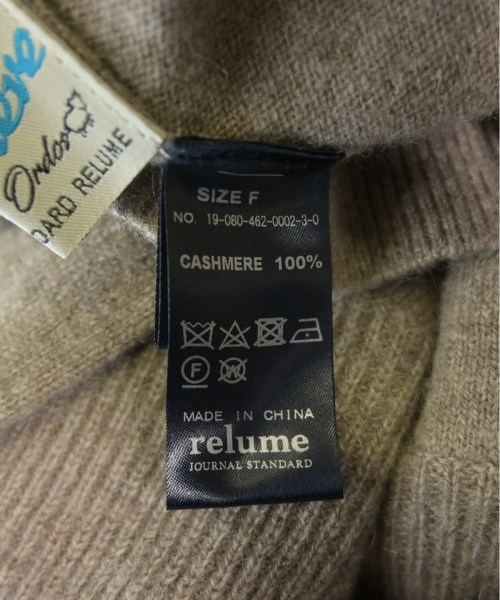 Ordos
DARD RELUME
SIZE F
NO. 19-080-462-0002-3-0
CASHMERE 100%
F
W
MADE IN CHINA
relume
JOURNAL STANDARD